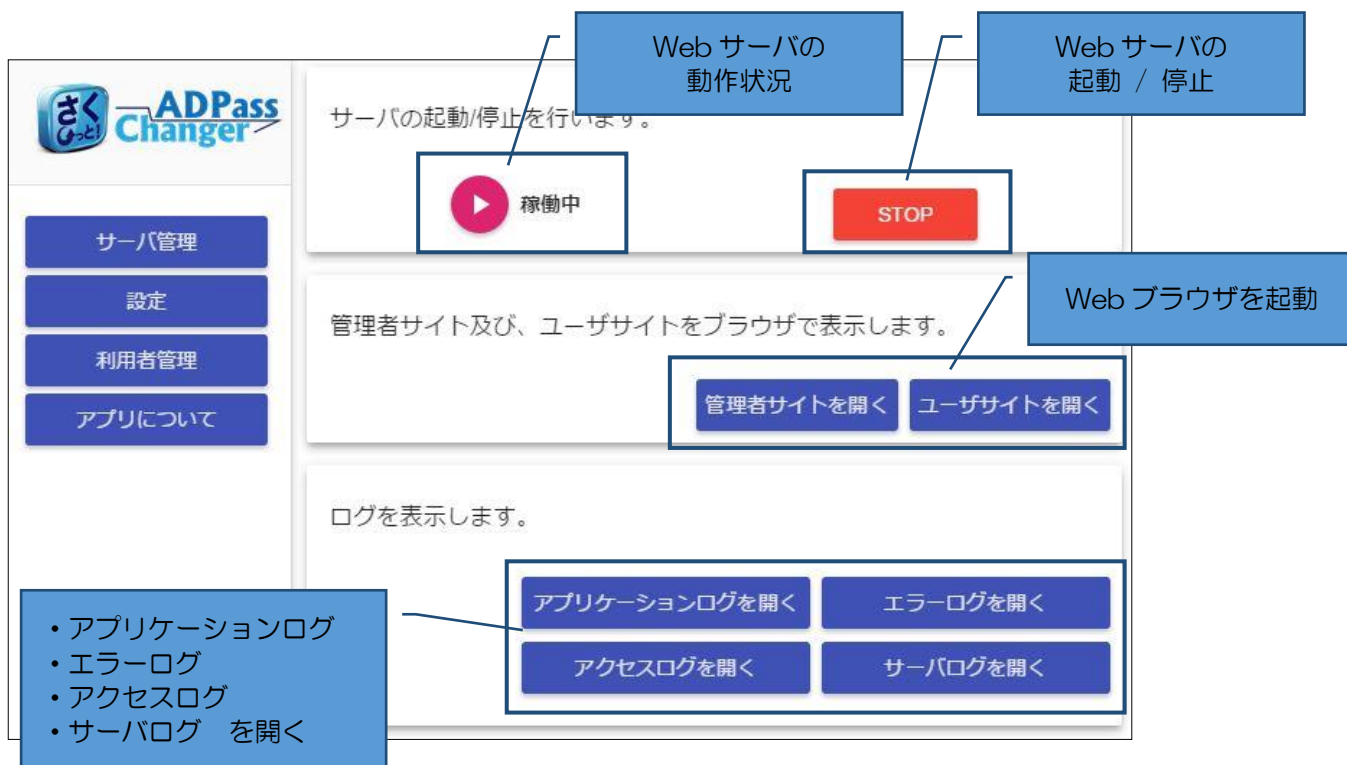 Web サーバの
動作状況
Web サーバの
起動 / 停止
さくっと!
ADPass
Changer
サーバの起動/停止を行います。
稼働中
STOP
サーバ管理
設定
利用者管理
アプリについて
Web ブラウザを起動
管理者サイト及び、ユーザサイトをブラウザで表示します。
管理者サイトを開く
ユーザサイトを開く
ログを表示します。
アプリケーションログを開く
エラーログを開く
アクセスログを開く
サーバログを開く
・アプリケーションログ
・エラーログ
・アクセスログ
・サーバログ　を開く